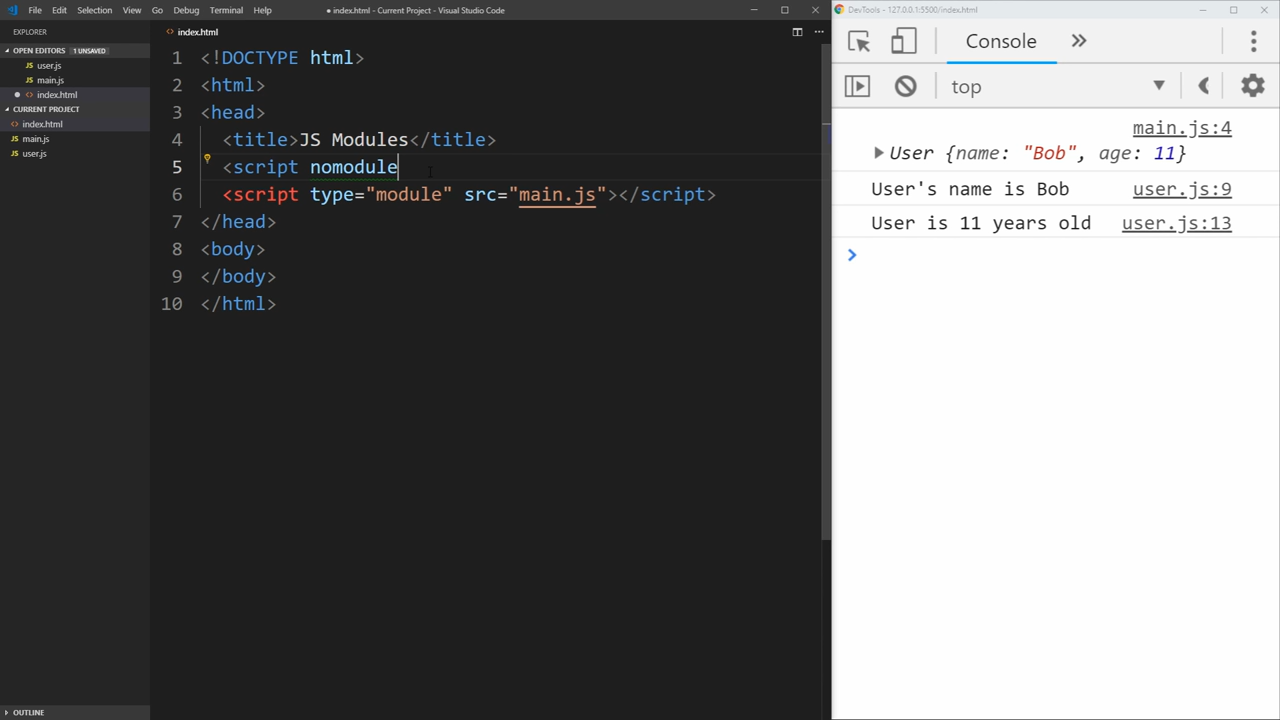 File Edit Selection View Go Debug Terminal Help
● index.html - Current Project - Visual Studio Code
EXPLORER
OPEN EDITORS 1 UNSAVED
JS user.js
JS main.js
● <> index.html
CURRENT PROJECT
<> index.html
JS main.js
JS user.js
OUTLINE
<> index.html
1 <!DOCTYPE html>
2 <html>
3 <head>
4 <title>JS Modules</title>
5 <script nomodule
6 <script type="module" src="main.js"></script>
7 </head>
8 <body>
9 </body>
10 </html>
DevTools - 127.0.0.1:5500/index.html
Console
top
main.js:4
User {name: "Bob", age: 11}
User's name is Bob user.js:9
User is 11 years old user.js:13